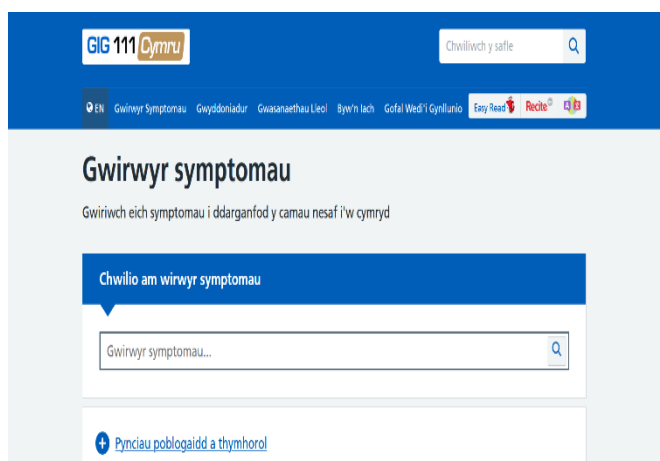 GIG 111 Cymru
Chwiliwch y safle
EN Gwirwyr Symptomau Gwyddoniadur Gwasanaethau Lleol Byw'n Iach Gofal Wedi'i Gynllunio Easy Read Recite
Gwirwyr symptomau
Gwiriwch eich symptomau i ddarganfod y camau nesaf i'w cymryd
Chwilio am wirwyr symptomau
Gwirwyr symptomau...
Pynciau poblogaidd a thymhorol